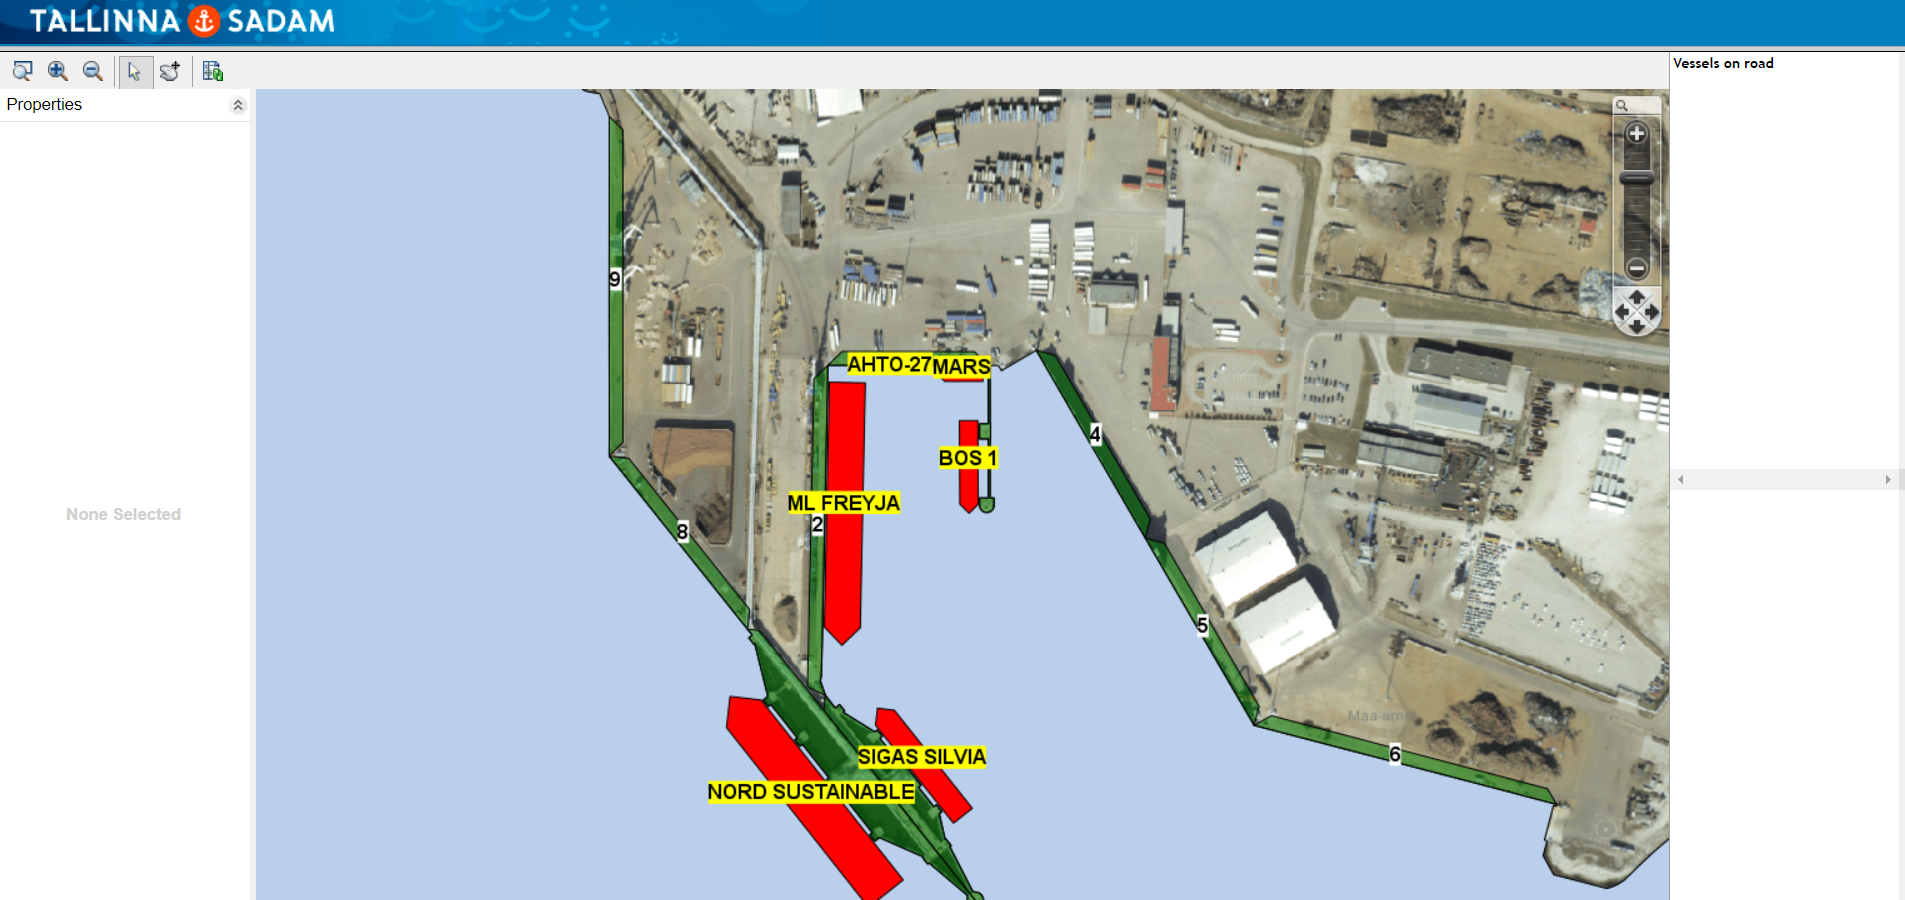 TALLINNA SADAM
Vessels on road
Properties
None Selected
9
AHTO-27
MARS
4
BOS 1
ML FREYJA
2
8
5
Maa-am
6
SIGAS SILVIA
NORD SUSTAINABLE